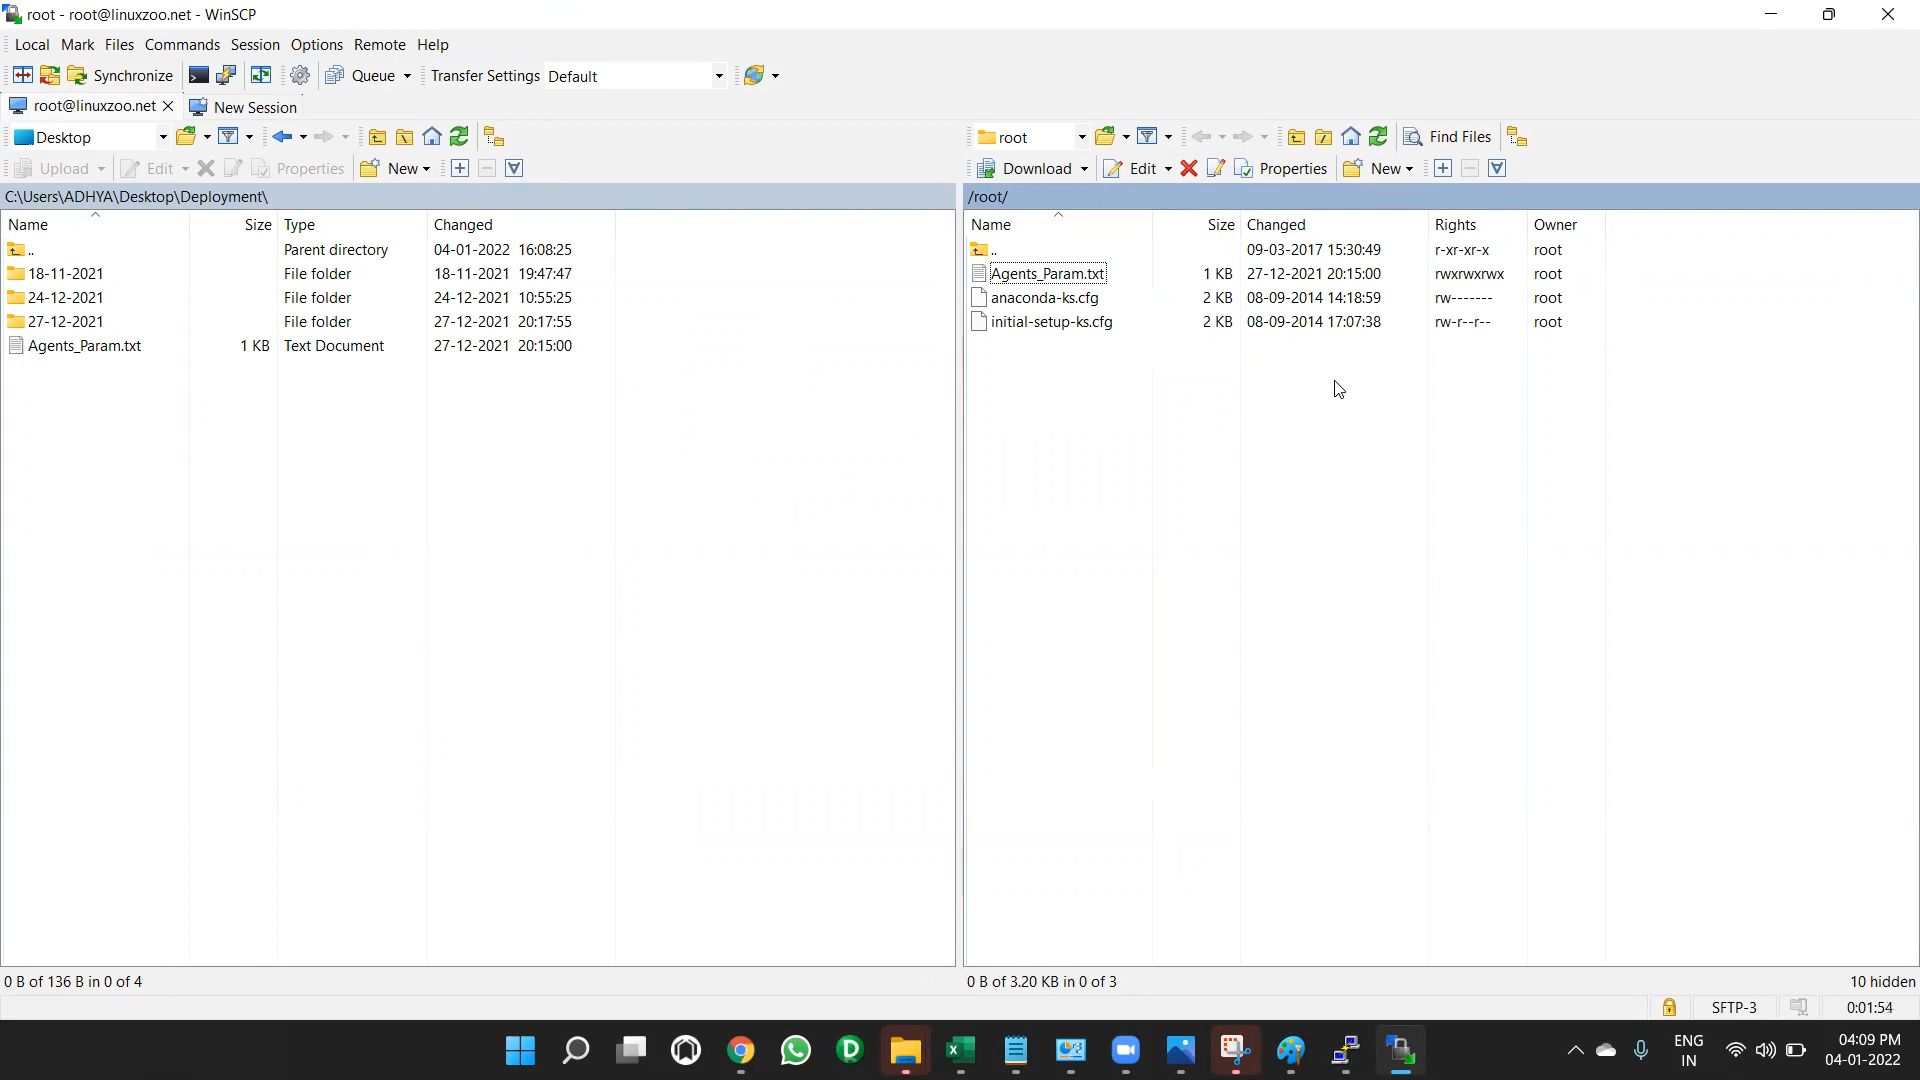 root - root@linuxzoo.net - WinSCP
Local Mark Files Commands Session Options Remote Help
Synchronize Queue Transfer Settings Default
root@linuxzoo.net New Session
Desktop
Upload Edit Properties New
C:\Users\ADHYA\Desktop\Deployment\
Name Size Type Changed
.. Parent directory 04-01-2022 16:08:25
18-11-2021 File folder 18-11-2021 19:47:47
24-12-2021 File folder 24-12-2021 10:55:25
27-12-2021 File folder 27-12-2021 20:17:55
Agents_Param.txt 1 KB Text Document 27-12-2021 20:15:00
0 B of 136 B in 0 of 4
root Find Files
Download Edit Properties New
/root/
Name Size Changed Rights Owner
.. 09-03-2017 15:30:49 r-xr-xr-x root
Agents_Param.txt 1 KB 27-12-2021 20:15:00 rwxrwxrwx root
anaconda-ks.cfg 2 KB 08-09-2014 14:18:59 rw------- root
initial-setup-ks.cfg 2 KB 08-09-2014 17:07:38 rw-r--r-- root
0 B of 3.20 KB in 0 of 3 10 hidden
SFTP-3 0:01:54
ENG 04:09 PM
IN 04-01-2022